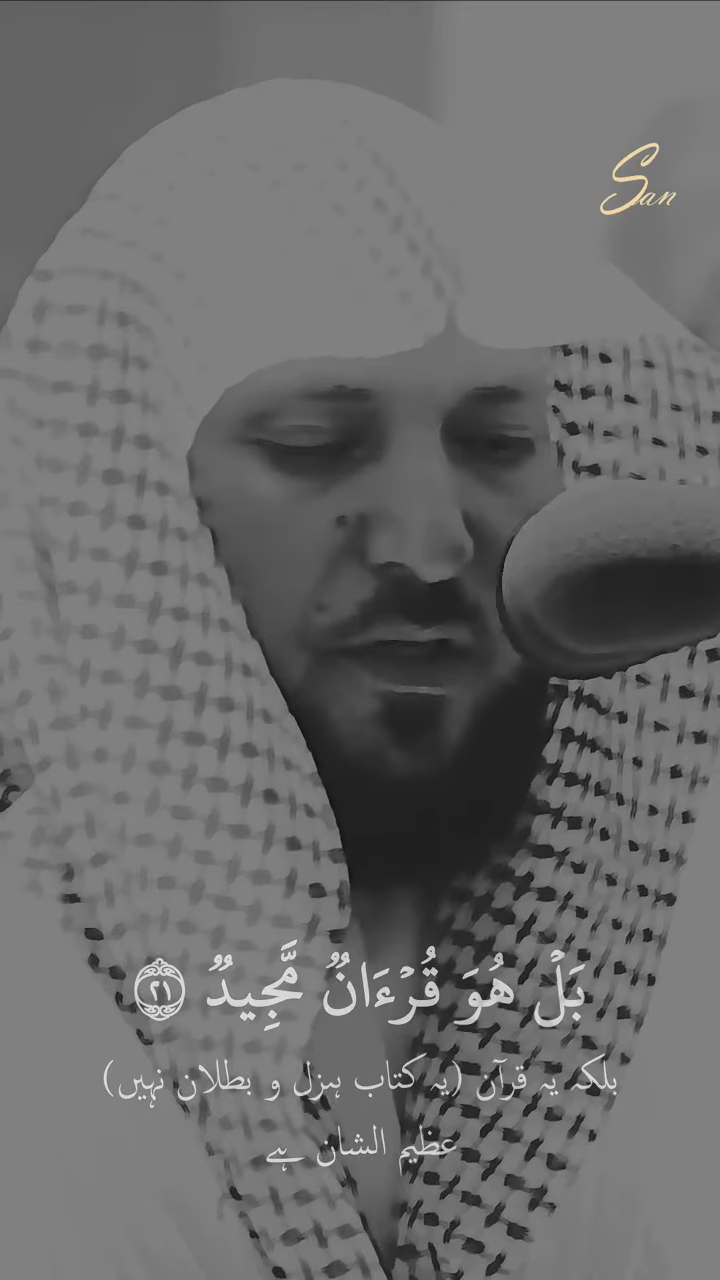 San
بَلْ هُوَ قُرْءَانٌ مَّجِيدٌ ٢١
بلکہ یہ قرآن (یہ کتاب ہزل و بطلان نہیں)
عظیم الشان ہے